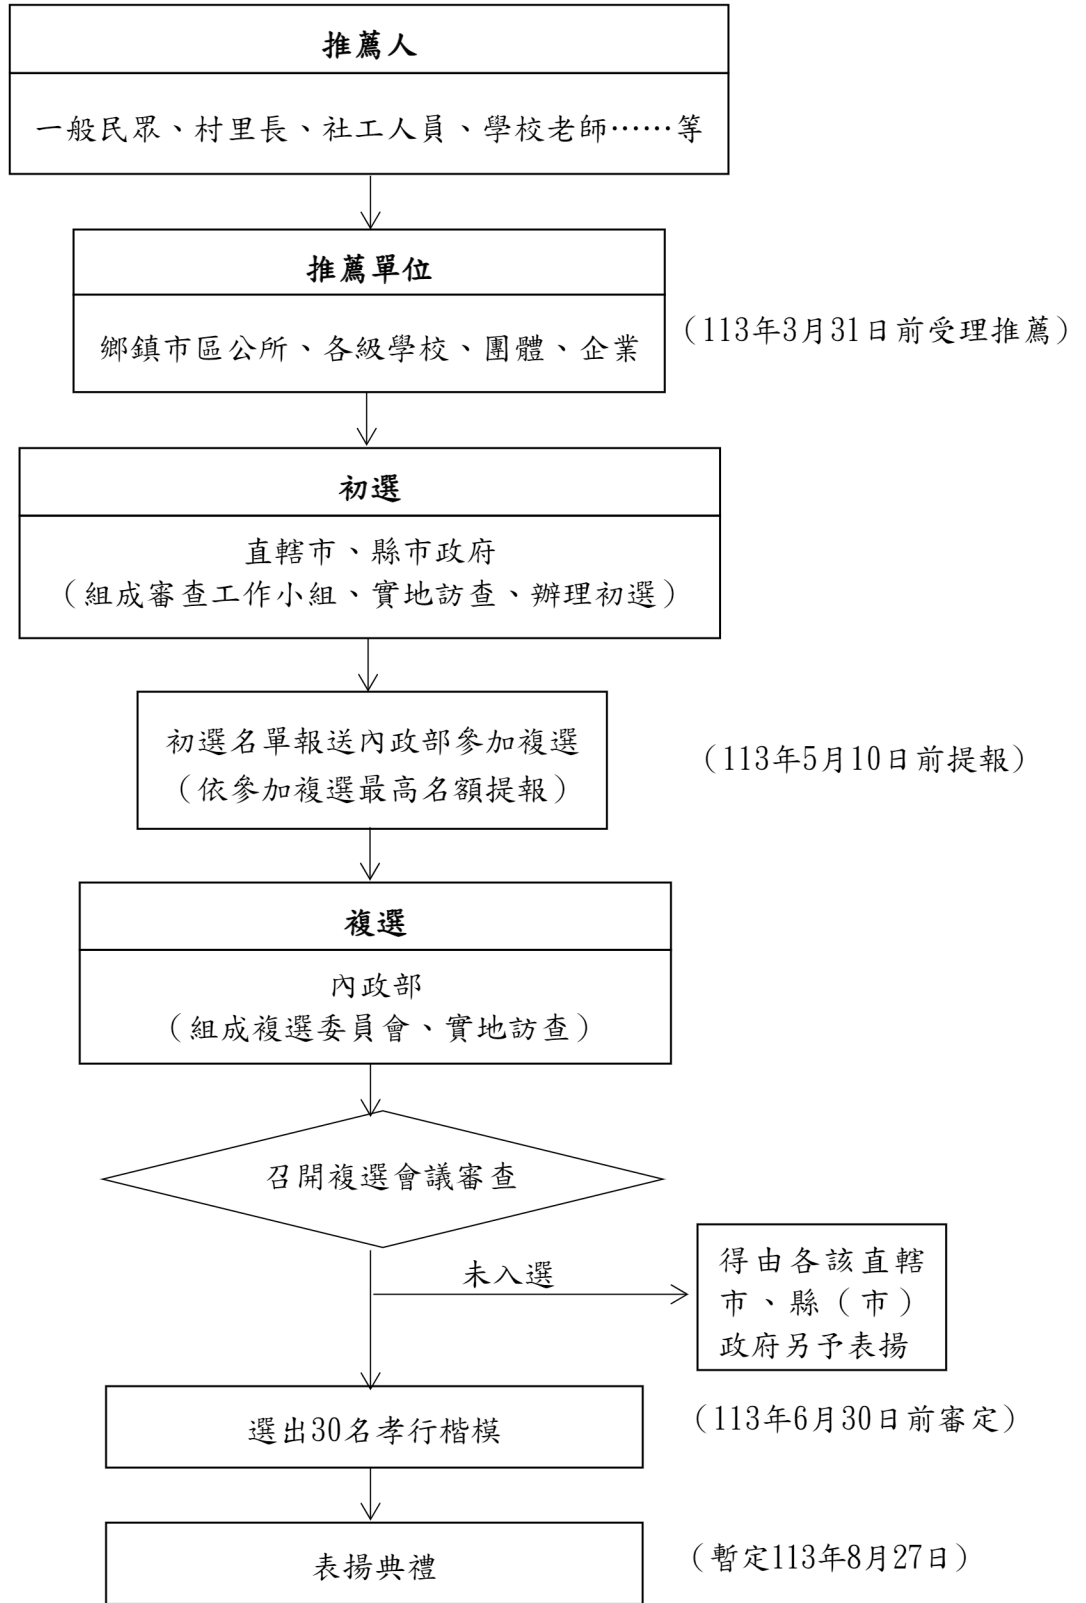 推薦人
一般民眾、村里長、社工人員、學校老師……等
推薦單位
鄉鎮市區公所、各級學校、團體、企業
（113年3月31日前受理推薦）
初選
直轄市、縣市政府
（組成審查工作小組、實地訪查、辦理初選）
初選名單報送內政部參加複選
（依參加複選最高名額提報）
（113年5月10日前提報）
複選
內政部
（組成複選委員會、實地訪查）
召開複選會議審查
未入選
得由各該直轄
市、縣（市）
政府另予表揚
選出30名孝行楷模
（113年6月30日前審定）
表揚典禮
（暫定113年8月27日）